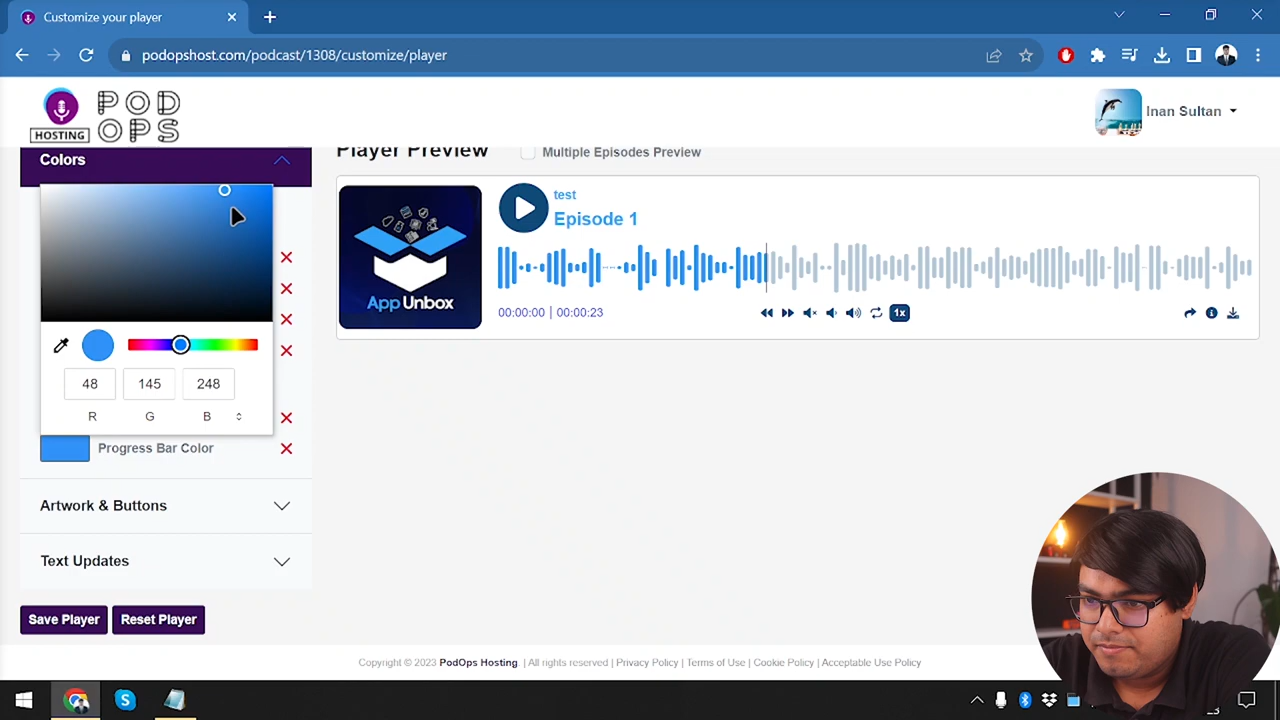 Customize your player
podopshost.com/podcast/1308/customize/player
POD
OPS
HOSTING
Inan Sultan
Colors
Player Preview
Multiple Episodes Preview
test
Episode 1
App Unbox
00:00:00 | 00:00:23
1x
48 145 248
R G B
Progress Bar Color
Artwork & Buttons
Text Updates
Save Player
Reset Player
Copyright © 2023 PodOps Hosting. | All rights reserved | Privacy Policy | Terms of Use | Cookie Policy | Acceptable Use Policy